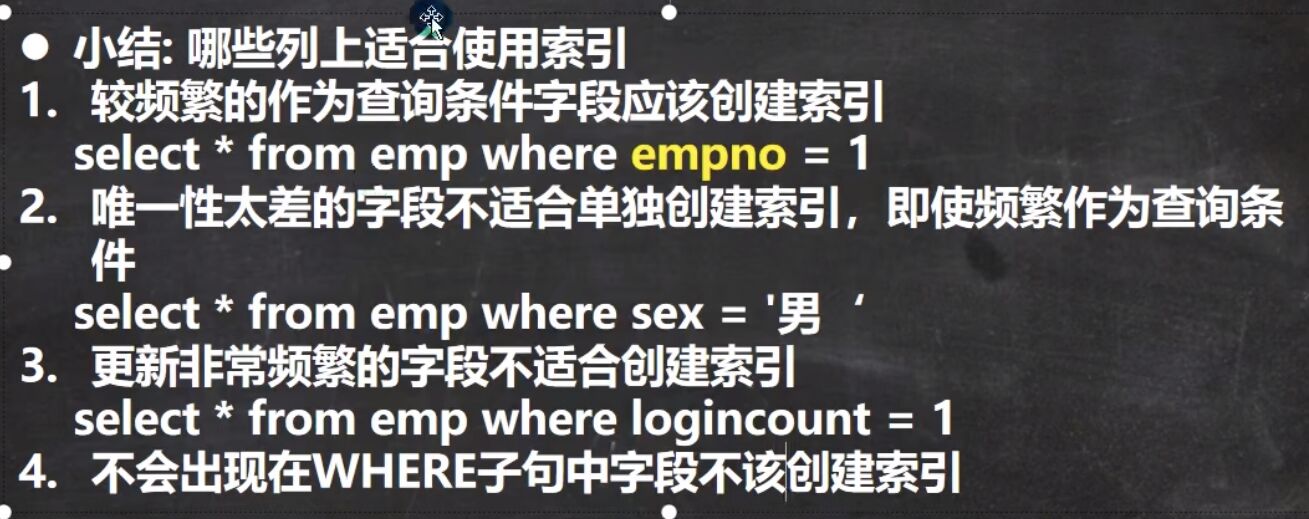 ● 小结: 哪些列上适合使用索引
1. 较频繁的作为查询条件字段应该创建索引
select * from emp where empno = 1
2. 唯一性太差的字段不适合单独创建索引，即使频繁作为查询条
件
select * from emp where sex = '男‘
3. 更新非常频繁的字段不适合创建索引
select * from emp where logincount = 1
4. 不会出现在WHERE子句中字段不该创建索引